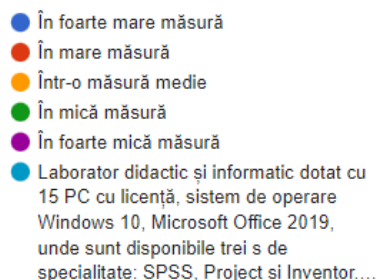 În foarte mare măsură
În mare măsură
Într-o măsură medie
În mică măsură
În foarte mică măsură
Laborator didactic și informatic dotat cu
15 PC cu licență, sistem de operare
Windows 10, Microsoft Office 2019,
unde sunt disponibile trei s de
specialitate: SPSS, Project si Inventor....